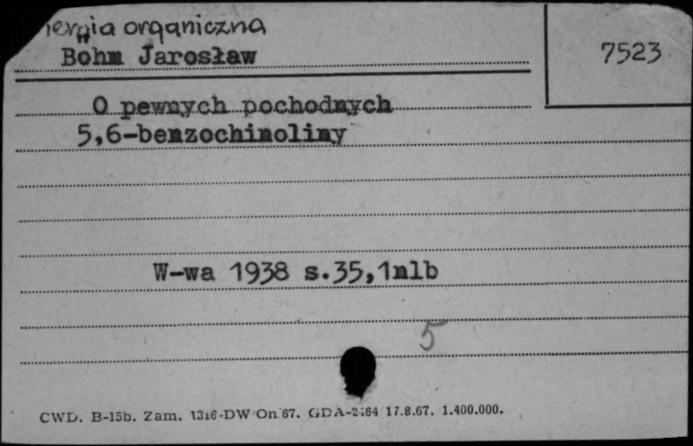 organiczna
Bohm Jarosław
7523
O pewnych pochodnych
5,6-benzochinoliny
W-wa 1938 s.35,1nlb
5
CWD. B-15b. Zam. 1316-DW On 67. GDA-2164 17.8.67. 1.400.000.